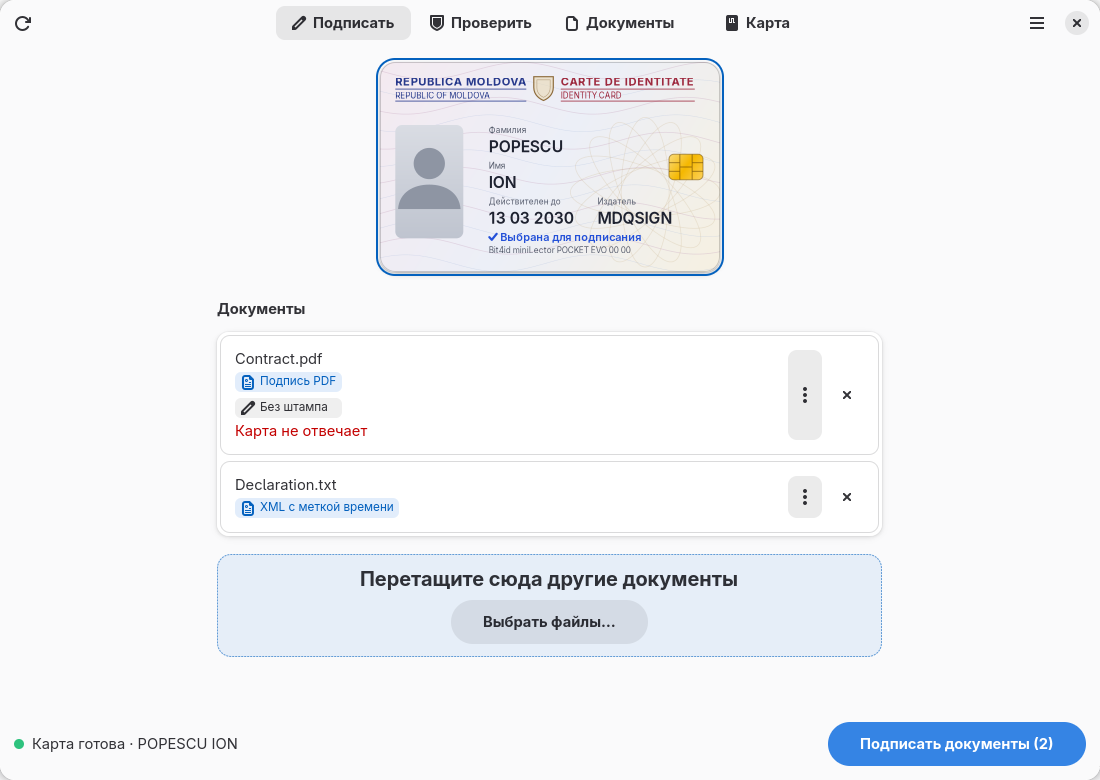 Подписать
Проверить
Документы
Карта
REPUBLICA MOLDOVA
REPUBLIC OF MOLDOVA
CARTE DE IDENTITATE
IDENTITY CARD
Фамилия
POPESCU
Имя
ION
Действителен до
Издатель
13 03 2030
MDQSIGN
Выбрана для подписания
Bit4id miniLector POCKET EVO 00 00
Документы
Contract.pdf
Подпись PDF
Без штампа
Карта не отвечает
Declaration.txt
XML с меткой времени
Перетащите сюда другие документы
Выбрать файлы...
Карта готова · POPESCU ION
Подписать документы (2)